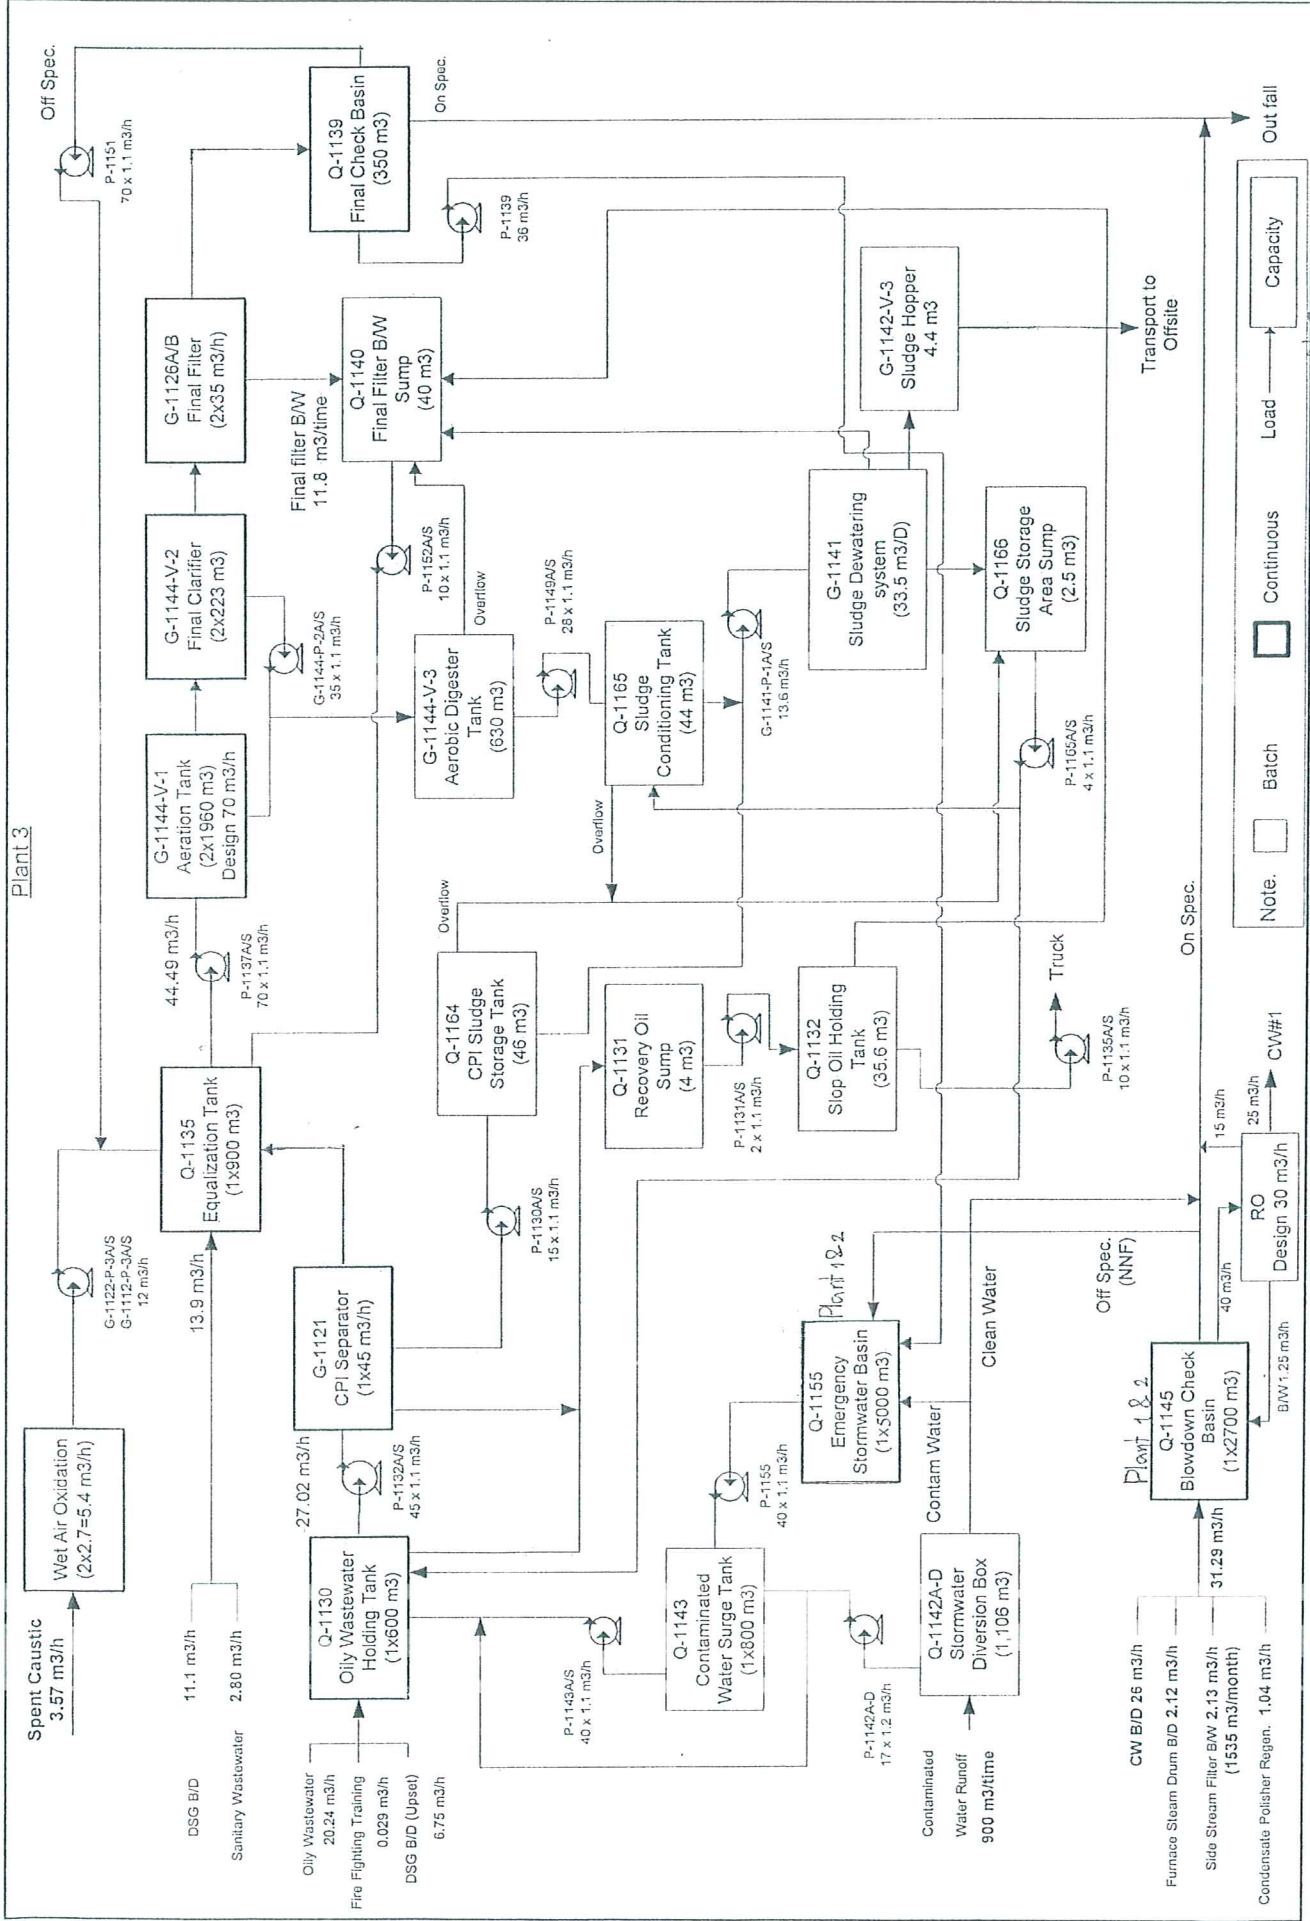 Plant 3
Spent Caustic
3.57 m3/h
Wet Air Oxidation
(2x2.7=5.4 m3/h)
G-1122-P-3A/S
G-1112-P-3A/S
12 m3/h
P-1151
70 x 1.1 m3/h
Off Spec.
DSG B/D
11.1 m3/h
Sanitary Wastewater
2.80 m3/h
13.9 m3/h
Q-1135
Equalization Tank
(1x900 m3)
44.49 m3/h
P-1137A/S
70 x 1.1 m3/h
G-1144-V-1
Aeration Tank
(2x1960 m3)
Design 70 m3/h
G-1144-V-2
Final Clarifier
(2x223 m3)
G-1144-P-2A/S
35 x 1.1 m3/h
G-1126A/B
Final Filter
(2x35 m3/h)
Final filter B/W
11.8 m3/time
Q-1139
Final Check Basin
(350 m3)
On Spec.
P-1139
36 m3/h
Oily Wastewater
20.24 m3/h
Fire Fighting Training
0.029 m3/h
DSG B/D (Upset)
6.75 m3/h
Q-1130
Oily Wastewater
Holding Tank
(1x600 m3)
27.02 m3/h
P-1132A/S
45 x 1.1 m3/h
G-1121
CPI Separator
(1x45 m3/h)
P-1130A/S
15 x 1.1 m3/h
Q-1164
CPI Sludge
Storage Tank
(46 m3)
Overflow
G-1144-V-3
Aerobic Digester
Tank
(630 m3)
Overflow
P-1152A/S
10 x 1.1 m3/h
Q-1140
Final Filter B/W
Sump
(40 m3)
P-1149A/S
28 x 1.1 m3/h
Q-1165
Sludge
Conditioning Tank
(44 m3)
Overflow
G-1141-P-1A/S
13.6 m3/h
G-1141
Sludge Dewatering
system
(33.5 m3/D)
G-1142-V-3
Sludge Hopper
4.4 m3
Transport to
Offsite
Q-1131
Recovery Oil
Sump
(4 m3)
P-1131A/S
2 x 1.1 m3/h
Q-1132
Slop Oil Holding
Tank
(35.6 m3)
P-1135A/S
10 x 1.1 m3/h
Truck
Q-1166
Sludge Storage
Area Sump
(2.5 m3)
P-1165A/S
4 x 1.1 m3/h
P-1143A/S
40 x 1.1 m3/h
Q-1143
Contaminated
Water Surge Tank
(1x800 m3)
P-1155
40 x 1.1 m3/h
Plant 1&2
Q-1155
Emergency
Stormwater Basin
(1x5000 m3)
P-1142A-D
17 x 1.2 m3/h
Contaminated
Water Runoff
900 m3/time
Q-1142A-D
Stormwater
Diversion Box
(1,106 m3)
Contam Water
Clean Water
Off Spec.
(NNF)
On Spec.
Out fall
CW B/D 26 m3/h
Furnace Steam Drum B/D 2.12 m3/h
Side Stream Filter B/W 2.13 m3/h
(1535 m3/month)
Condensate Polisher Regen. 1.04 m3/h
31.29 m3/h
Plant 1&2
Q-1145
Blowdown Check
Basin
(1x2700 m3)
40 m3/h
B/W 1.25 m3/h
RO
Design 30 m3/h
15 m3/h
25 m3/h
CW#1
Note.
Batch
Continuous
Load
Capacity